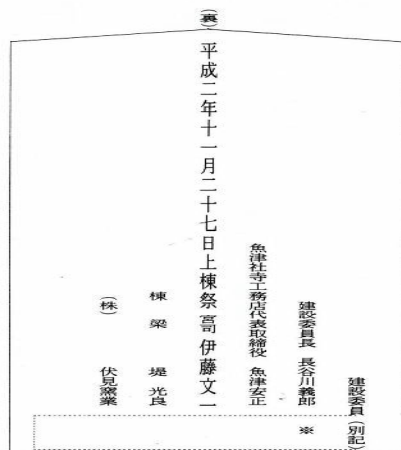 (裏)
建設委員(別記)
建設委員長 長谷川義郎 ※
魚津社寺工務店代表取締役 魚津安正
平成二年十一月二十七日上棟祭 宮司 伊藤文一
棟梁 堤光良
(株) 伏見窯業